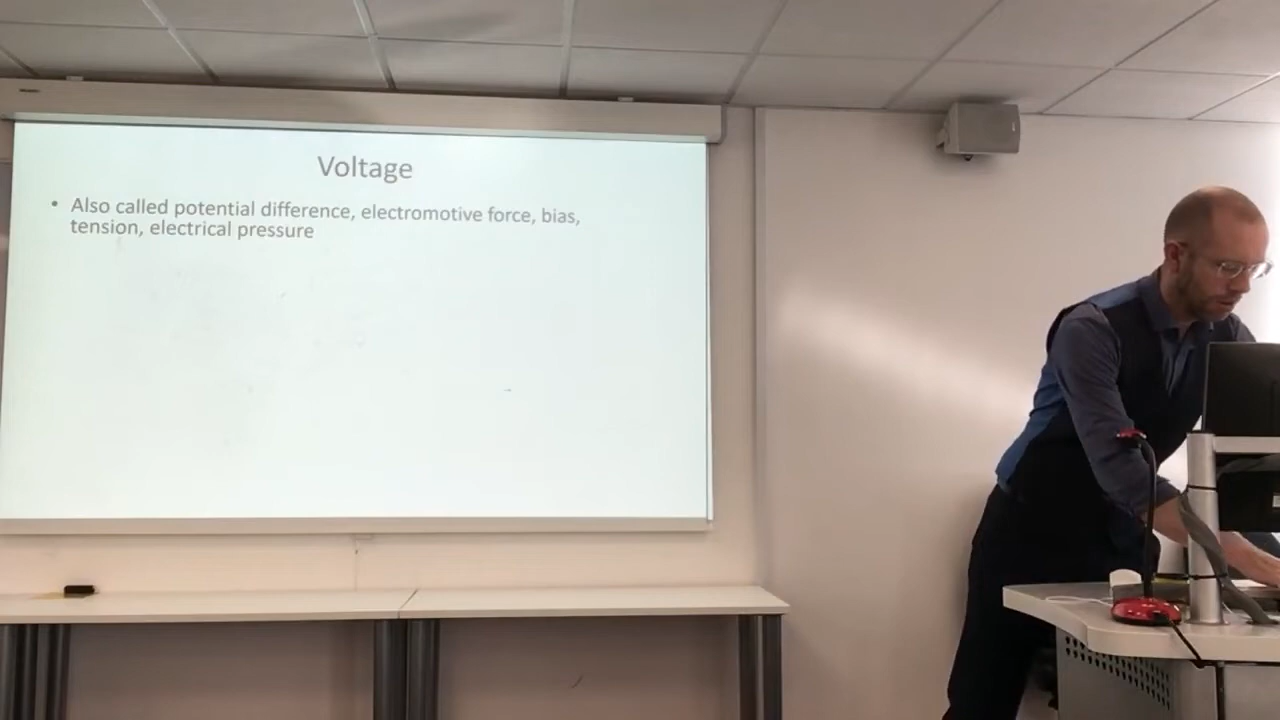 Voltage
• Also called potential difference, electromotive force, bias,
tension, electrical pressure